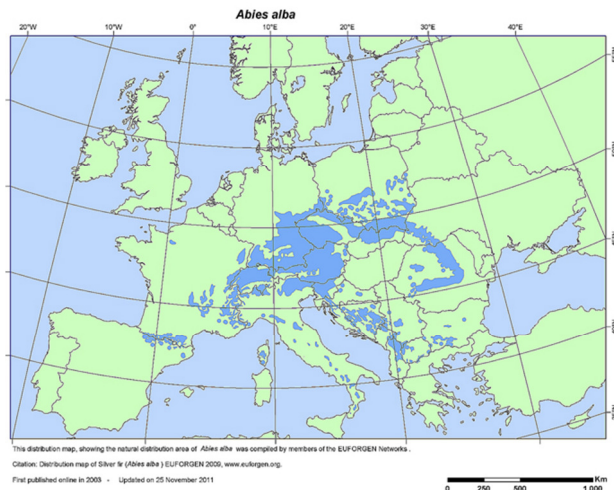 Abies alba
20°W 10°W 0° 10°E 20°E 30°E 40°E
This distribution map, showing the natural distribution area of Abies alba was compiled by members of the EUFORGEN Networks .
Citation: Distribution map of Silver fir (Abies alba ) EUFORGEN 2009, www.euforgen.org.
First published online in 2003 - Updated on 25 November 2011
Km
0 250 500 1.000